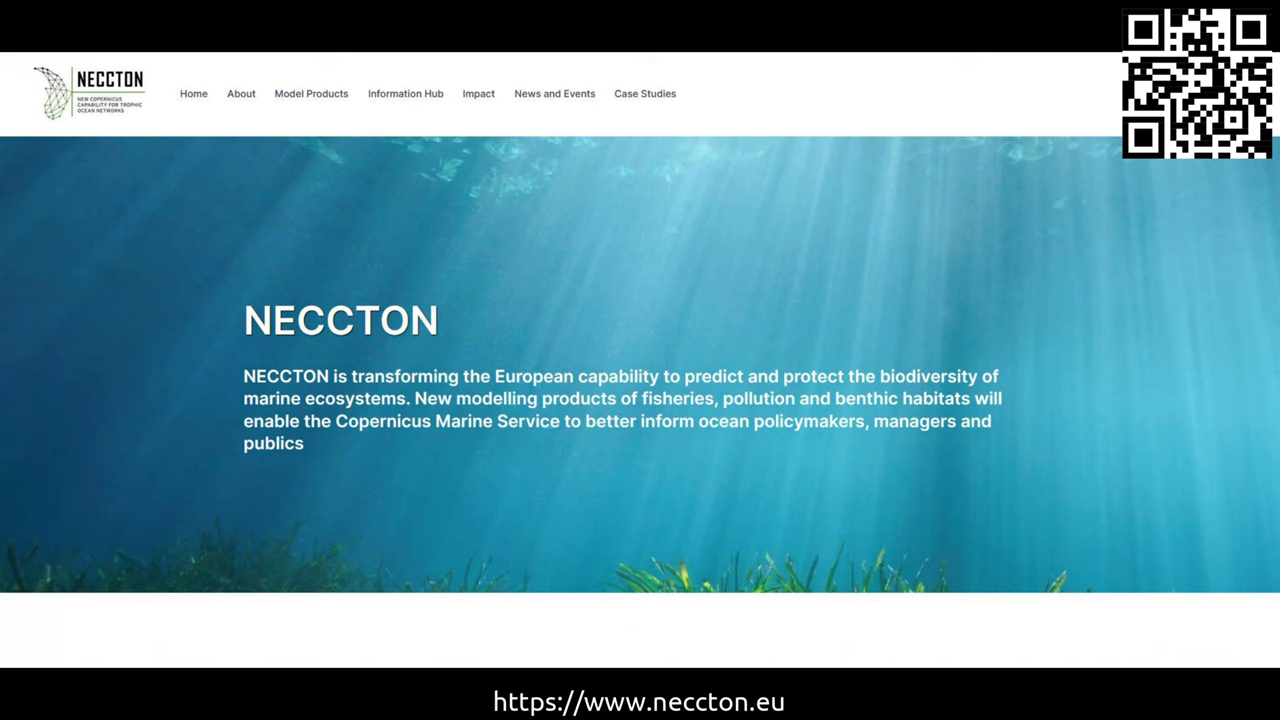 NECCTON
NEW COPERNICUS
CAPABILITY FOR TROPHIC
OCEAN NETWORKS
Home About Model Products Information Hub Impact News and Events Case Studies
NECCTON
NECCTON is transforming the European capability to predict and protect the biodiversity of
marine ecosystems. New modelling products of fisheries, pollution and benthic habitats will
enable the Copernicus Marine Service to better inform ocean policymakers, managers and
publics
https://www.neccton.eu